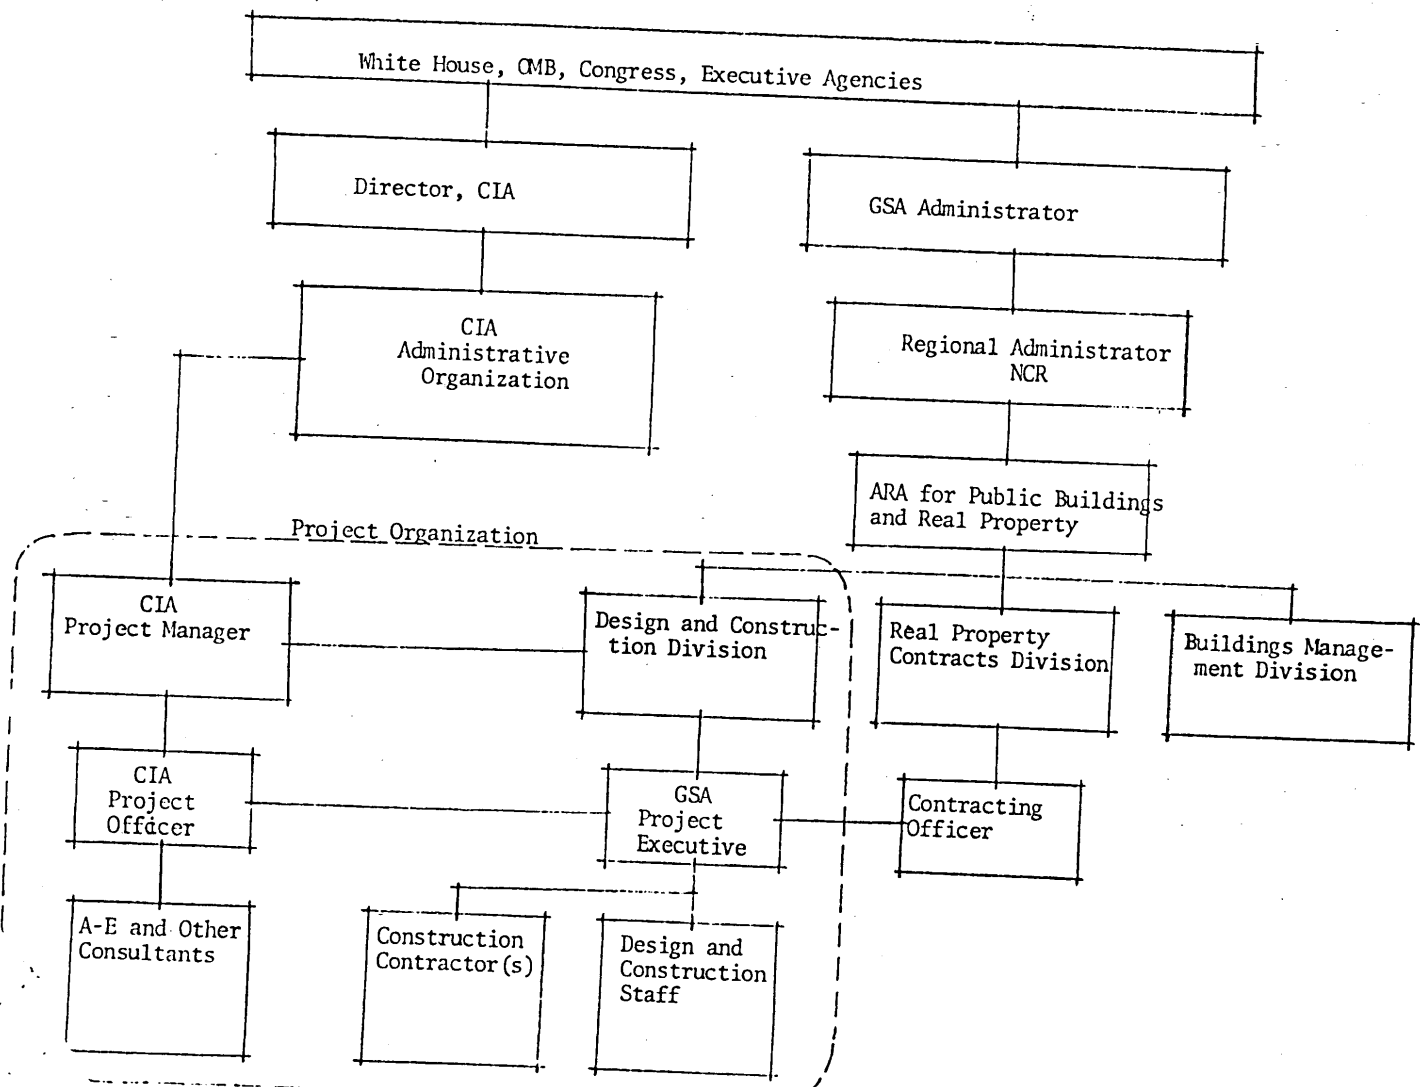 White House, OMB, Congress, Executive Agencies
Director, CIA
GSA Administrator
CIA
Administrative
Organization
Regional Administrator
NCR
ARA for Public Buildings
and Real Property
Project Organization
CIA
Project Manager
Design and Construc-
tion Division
Real Property
Contracts Division
Buildings Manage-
ment Division
CIA
Project
Officer
GSA
Project
Executive
Contracting
Officer
A-E and Other
Consultants
Construction
Contractor(s)
Design and
Construction
Staff